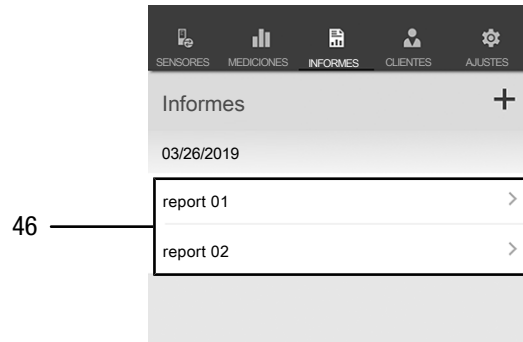 SENSORES MEDICIONES INFORMES CLIENTES AJUSTES
Informes +
03/26/2019
report 01
46
report 02